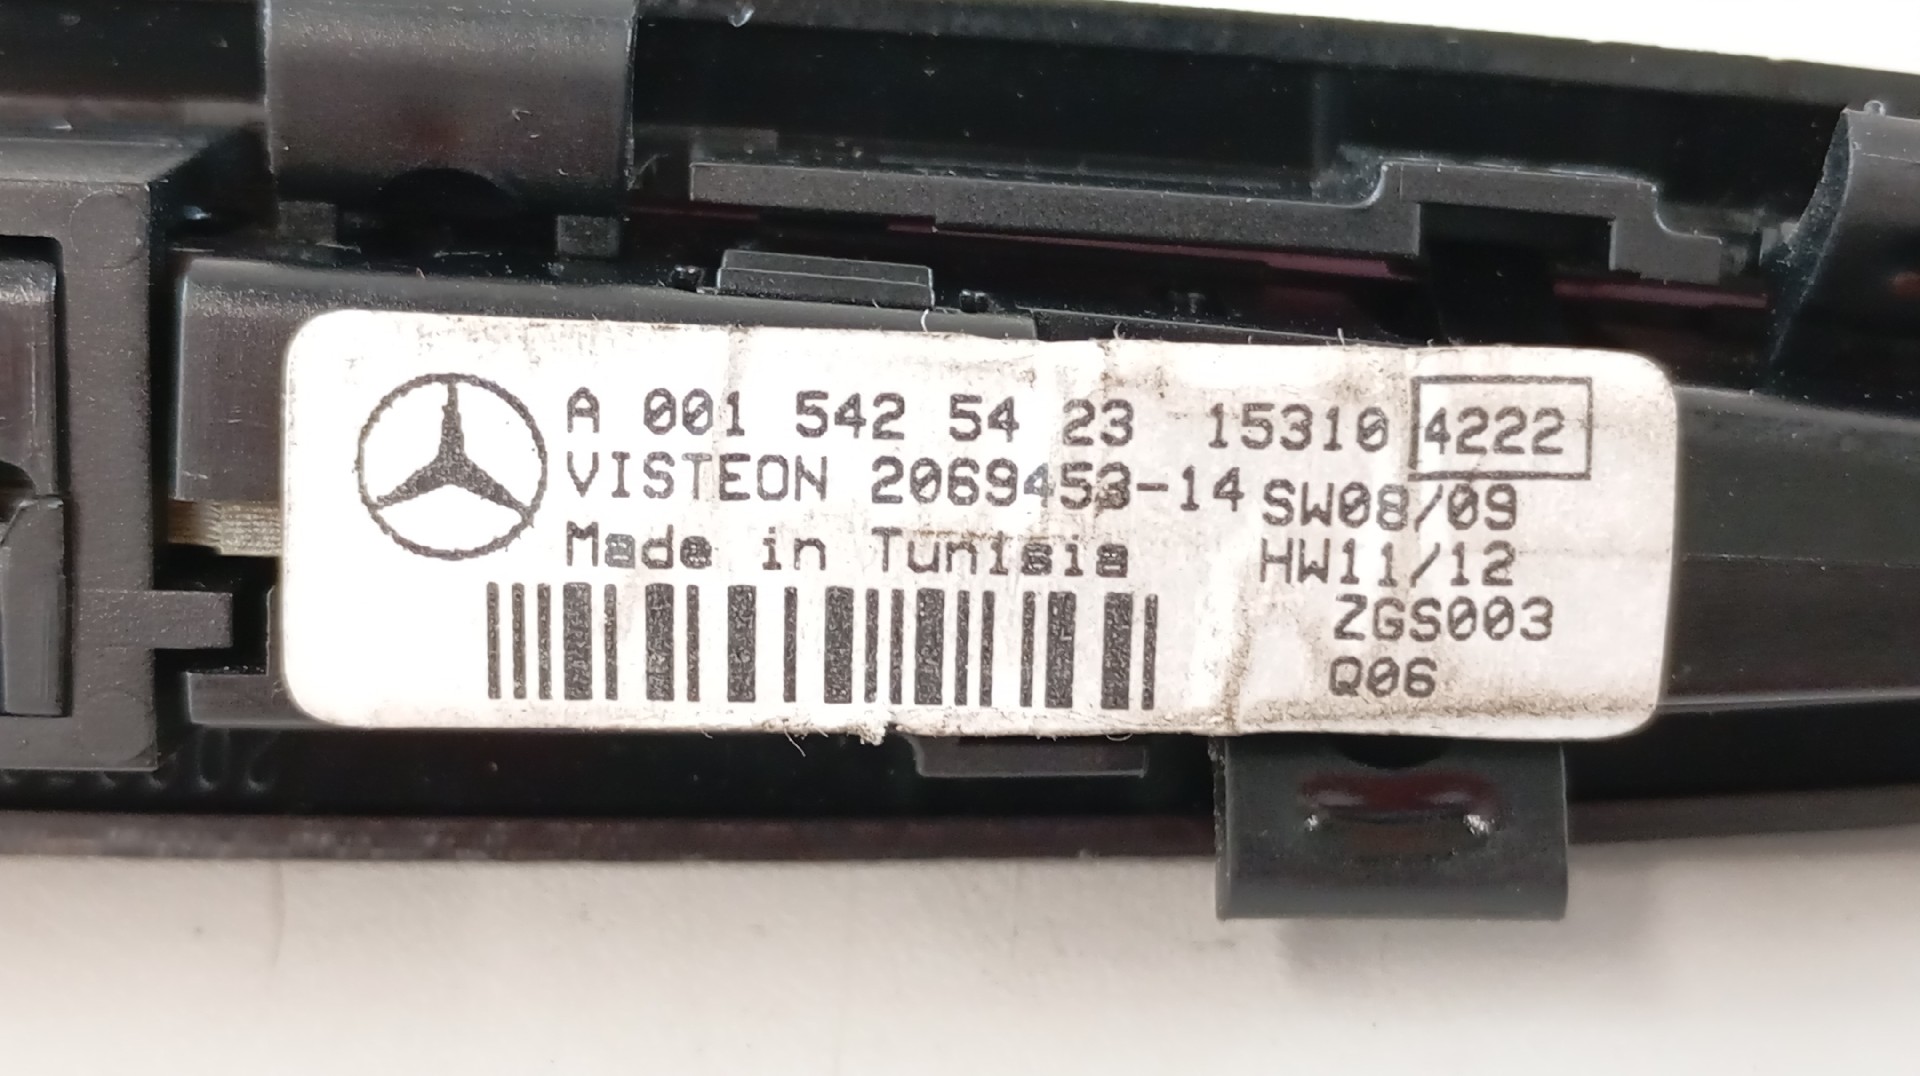 A 001 542 54 23 15310 4222
VISTEON 2069453-14 SW08/09
Made in Tunisia HW11/12
ZGS003
Q06